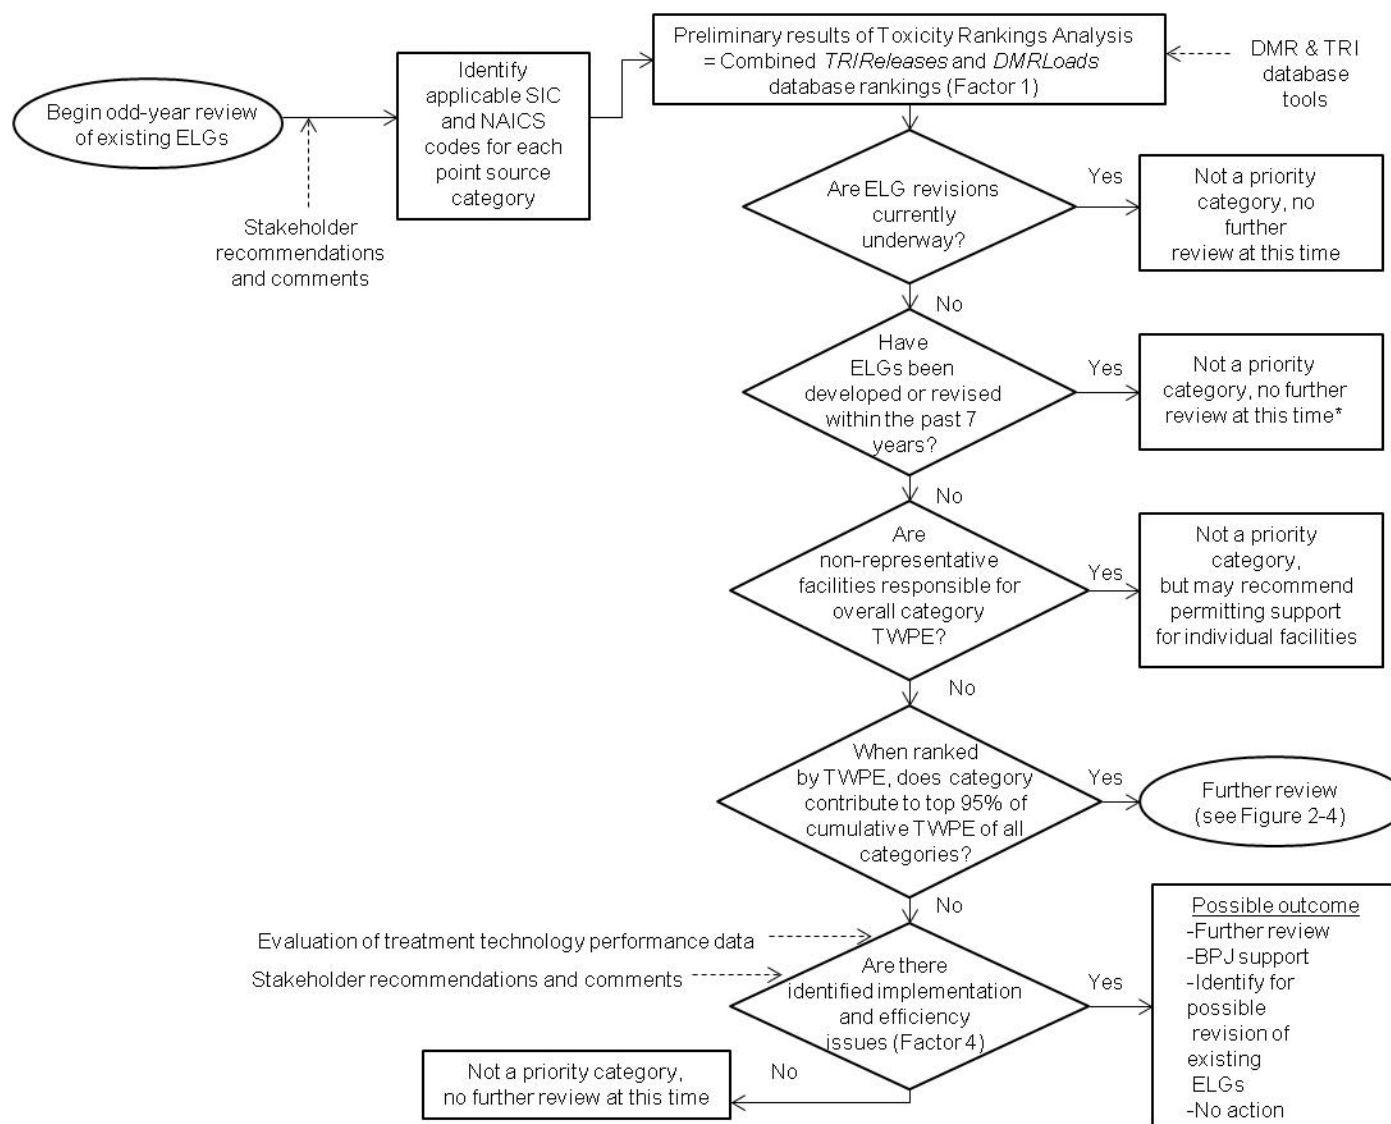 Begin odd-year review
of existing ELGs
Stakeholder
recommendations
and comments
Identify
applicable SIC
and NAICS
codes for each
point source
category
Preliminary results of Toxicity Rankings Analysis
= Combined TRIReleases and DMRLoads
database rankings (Factor 1)
DMR & TRI
database
tools
Are ELG revisions
currently
underway?
Yes
Not a priority
category, no
further
review at this time
No
Have
ELGs been
developed or revised
within the past 7
years?
Yes
Not a priority
category, no further
review at this time*
No
Are
non-representative
facilities responsible for
overall category
TWPE?
Yes
Not a priority
category,
but may recommend
permitting support
for individual facilities
No
When ranked
by TWPE, does category
contribute to top 95% of
cumulative TWPE of all
categories?
Yes
Further review
(see Figure 2-4)
No
Evaluation of treatment technology performance data
Stakeholder recommendations and comments
Are there
identified implementation
and efficiency
issues (Factor 4)
Yes
Possible outcome
-Further review
-BPJ support
-Identify for
possible
revision of
existing
ELGs
-No action
No
Not a priority category,
no further review at this time